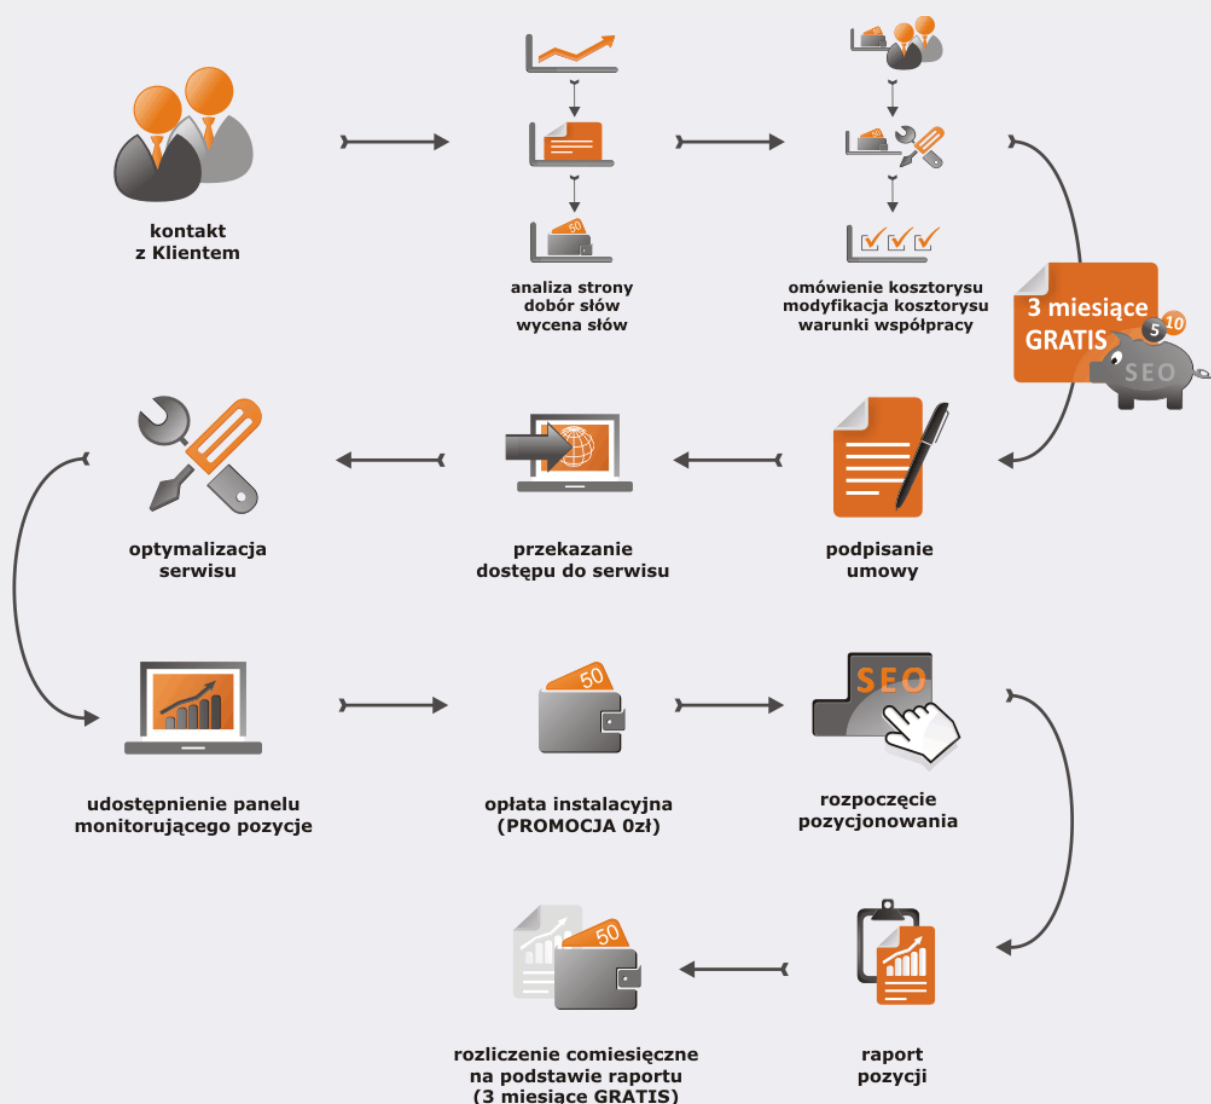 kontakt
z Klientem
50
analiza strony
dobór słów
wycena słów
50
omówienie kosztorysu
modyfikacja kosztorysu
warunki współpracy
3 miesiące
GRATIS
5
10
SEO
podpisanie
umowy
przekazanie
dostępu do serwisu
optymalizacja
serwisu
udostępnienie panelu
monitorującego pozycje
50
opłata instalacyjna
(PROMOCJA 0zł)
SEO
rozpoczęcie
pozycjonowania
raport
pozycji
50
rozliczenie comiesięczne
na podstawie raportu
(3 miesiące GRATIS)